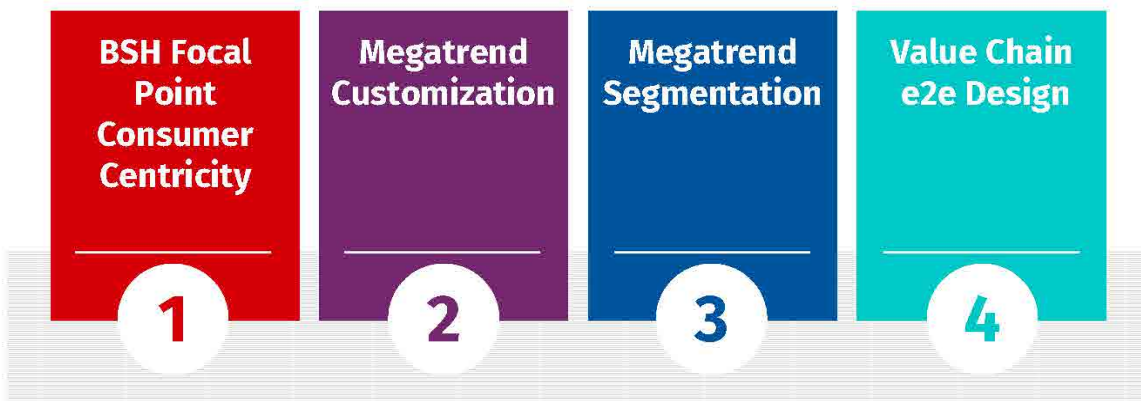 BSH Focal
Point
Consumer
Centricity
1
Megatrend
Customization
2
Megatrend
Segmentation
3
Value Chain
e2e Design
4